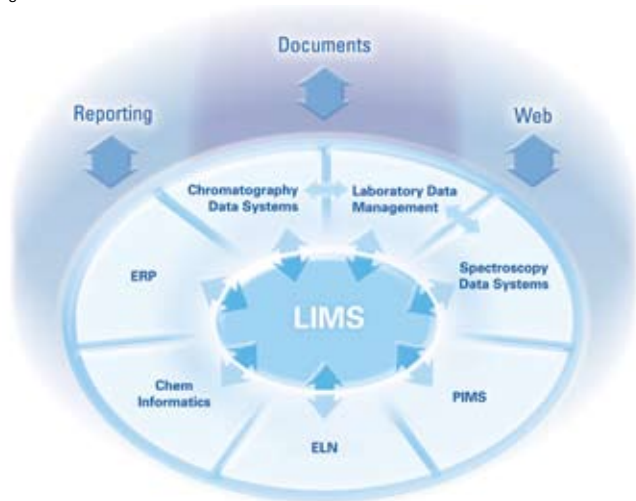 Documents
Reporting
Web
Chromatography
Data Systems
Laboratory Data
Management
ERP
Spectroscopy
Data Systems
LIMS
Chem
Informatics
PIMS
ELN